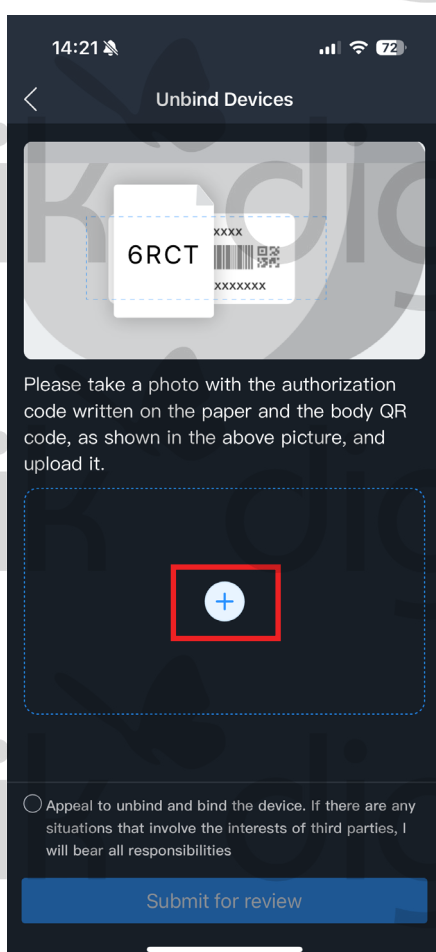 14:21
72
Unbind Devices
xxxx
6RCT
xxxxxxx
Please take a photo with the authorization
code written on the paper and the body QR
code, as shown in the above picture, and
upload it.
Appeal to unbind and bind the device. If there are any
situations that involve the interests of third parties, I
will bear all responsibilities
Submit for review